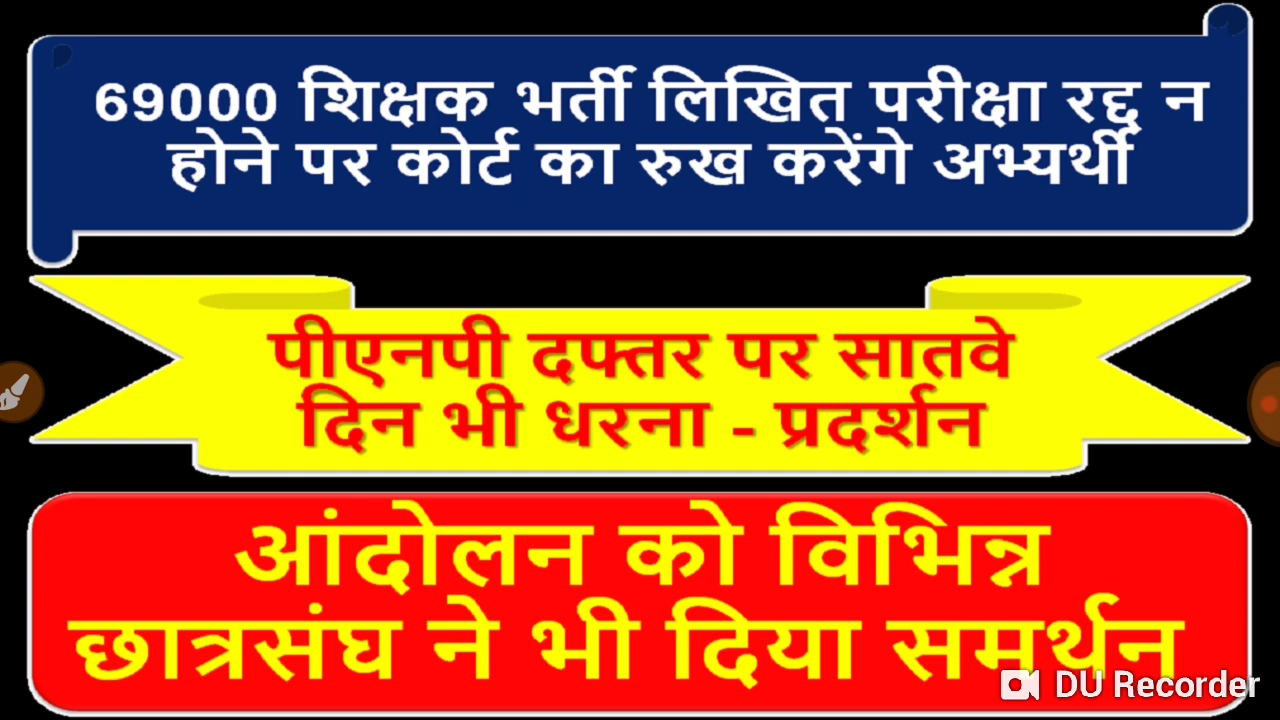 69000 शिक्षक भर्ती लिखित परीक्षा रद्द न
होने पर कोर्ट का रुख करेंगे अभ्यर्थी
पीएनपी दफ्तर पर सातवे
दिन भी धरना - प्रदर्शन
आंदोलन को विभिन्न
छात्रसंघ ने भी दिया समर्थन
DU Recorder